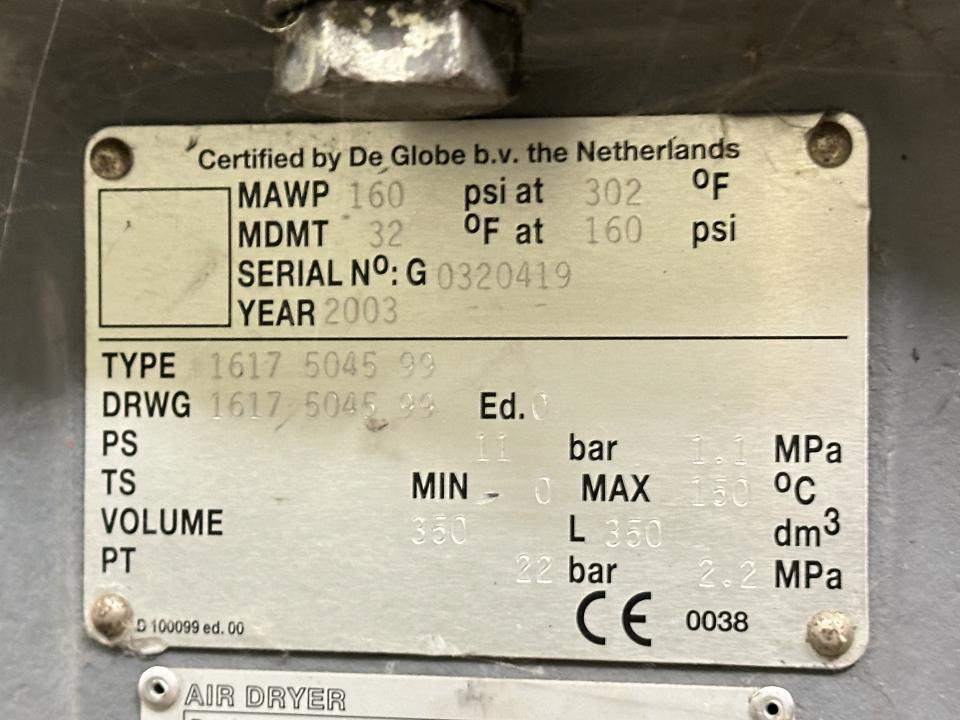 Certified by De Globe b.v. the Netherlands
MAWP 160 psi at 302 ºF
MDMT 32 ºF at 160 psi
SERIAL Nº: G 0320419
YEAR 2003
TYPE 1617 5045 99
DRWG 1617 5045 99 Ed. 0
PS 11 bar 1.1 MPa
TS MIN - 0 MAX 150 ºC
VOLUME 350 L 350 dm³
PT 22 bar 2.2 MPa
CE 0038
D 100099 ed. 00
AIR DRYER